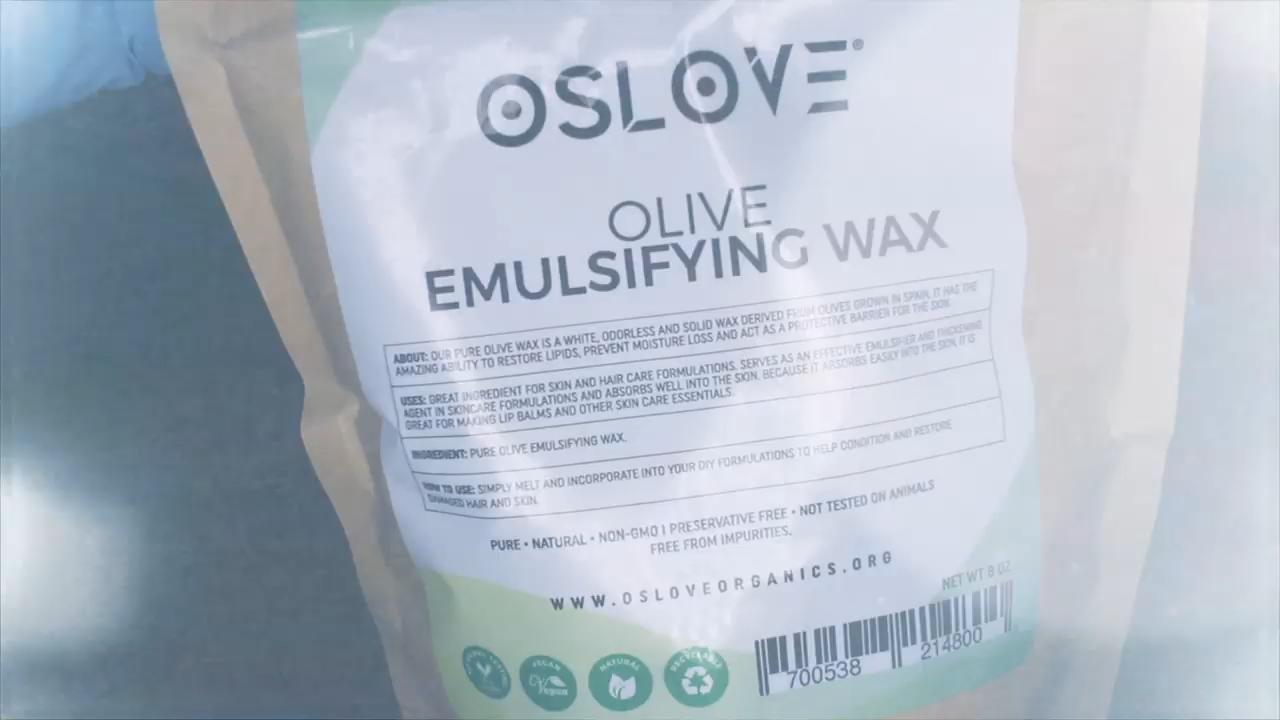 OSLOVE®
OLIVE
EMULSIFYING WAX
ABOUT: OUR PURE OLIVE WAX IS A WHITE, ODORLESS AND SOLID WAX DERIVED FROM OLIVES GROWN IN SPAIN. IT HAS THE
AMAZING ABILITY TO RESTORE LIPIDS, PREVENT MOISTURE LOSS AND ACT AS A PROTECTIVE BARRIER FOR THE SKIN.
USES: GREAT INGREDIENT FOR SKIN AND HAIR CARE FORMULATIONS. SERVES AS AN EFFECTIVE EMULSIFIER AND THICKENING
AGENT IN SKINCARE FORMULATIONS AND ABSORBS WELL INTO THE SKIN. BECAUSE IT ABSORBS EASILY INTO THE SKIN, IT IS
GREAT FOR MAKING LIP BALMS AND OTHER SKIN CARE ESSENTIALS.
INGREDIENT: PURE OLIVE EMULSIFYING WAX.
HOW TO USE: SIMPLY MELT AND INCORPORATE INTO YOUR DIY FORMULATIONS TO HELP CONDITION AND RESTORE
DAMAGED HAIR AND SKIN.
PURE • NATURAL • NON-GMO | PRESERVATIVE FREE • NOT TESTED ON ANIMALS
FREE FROM IMPURITIES.
WWW.OSLOVEORGANICS.ORG
NET WT 8 OZ
VEGAN
Vegan
NATURAL
RECYCLABLE
700538 214800